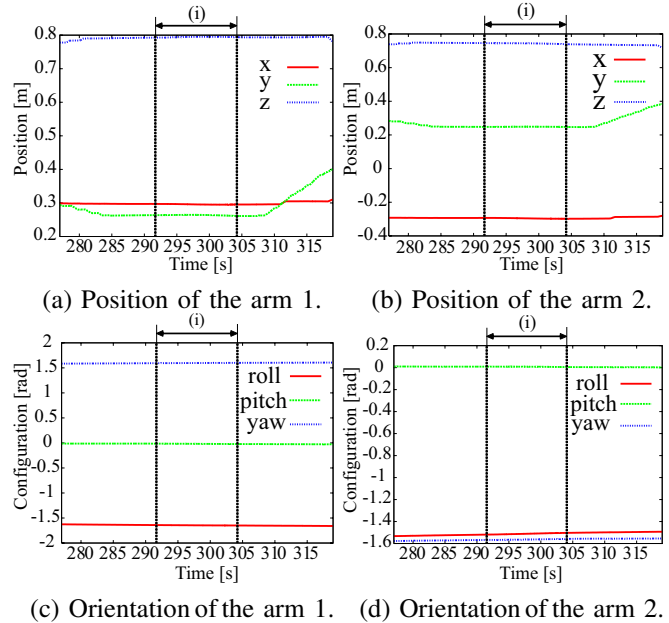 (i)
0.8
0.7
0.6
0.5
0.4
0.3
0.2
Position [m]
x
y
z
280 285 290 295 300 305 310 315
Time [s]
(a) Position of the arm 1.
(i)
0.8
0.6
0.4
0.2
0
-0.2
-0.4
Position [m]
x
y
z
280 285 290 295 300 305 310 315
Time [s]
(b) Position of the arm 2.
(i)
2
1.5
1
0.5
0
-0.5
-1
-1.5
-2
Configuration [rad]
roll
pitch
yaw
280 285 290 295 300 305 310 315
Time [s]
(c) Orientation of the arm 1.
(i)
0.2
0
-0.2
-0.4
-0.6
-0.8
-1
-1.2
-1.4
-1.6
Configuration [rad]
roll
pitch
yaw
280 285 290 295 300 305 310 315
Time [s]
(d) Orientation of the arm 2.